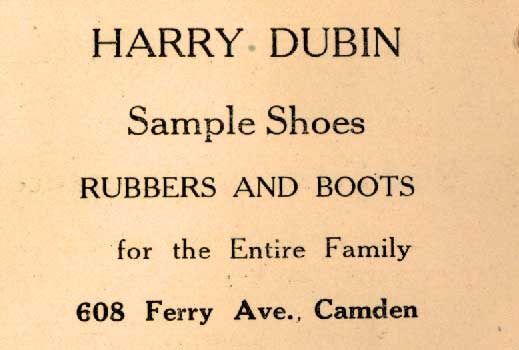 HARRY DUBIN
Sample Shoes
RUBBERS AND BOOTS
for the Entire Family
608 Ferry Ave., Camden